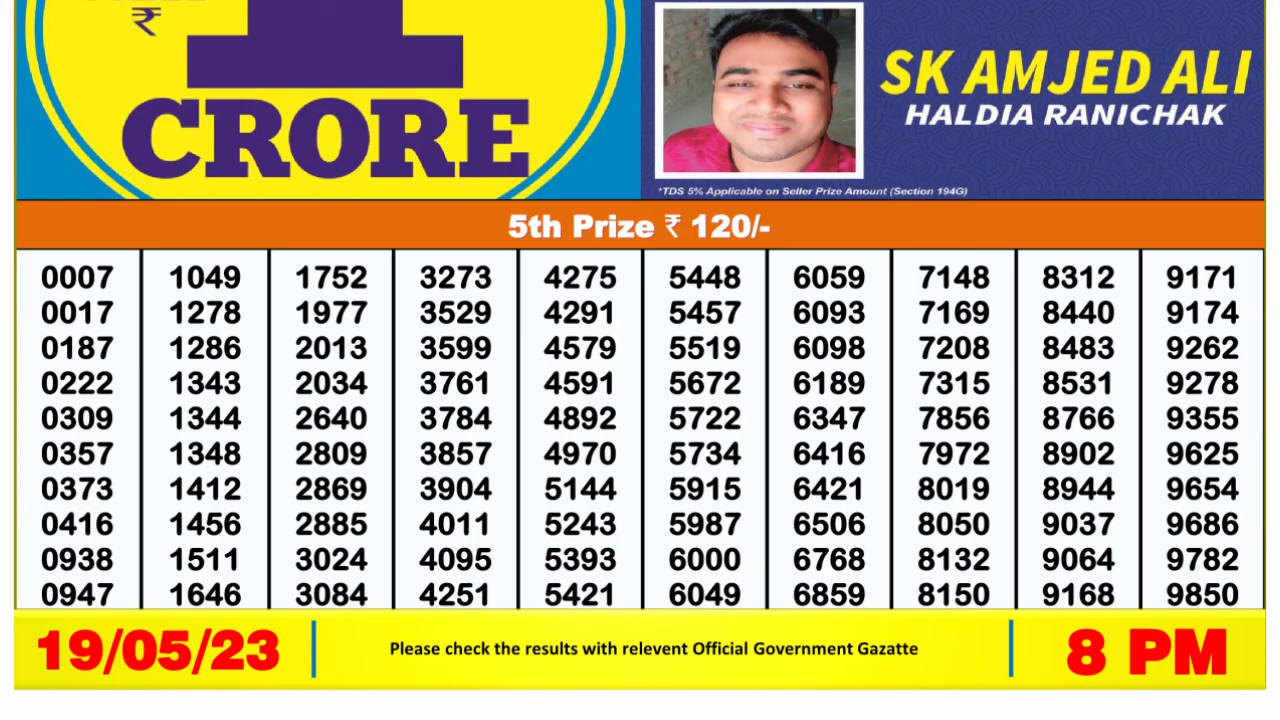 ₹
1
CRORE
SK AMJED ALI
HALDIA RANICHAK
*TDS 5% Applicable on Seller Prize Amount (Section 194G)
5th Prize ₹ 120/-
0007 1049 1752 3273 4275 5448 6059 7148 8312 9171
0017 1278 1977 3529 4291 5457 6093 7169 8440 9174
0187 1286 2013 3599 4579 5519 6098 7208 8483 9262
0222 1343 2034 3761 4591 5672 6189 7315 8531 9278
0309 1344 2640 3784 4892 5722 6347 7856 8766 9355
0357 1348 2809 3857 4970 5734 6416 7972 8902 9625
0373 1412 2869 3904 5144 5915 6421 8019 8944 9654
0416 1456 2885 4011 5243 5987 6506 8050 9037 9686
0938 1511 3024 4095 5393 6000 6768 8132 9064 9782
0947 1646 3084 4251 5421 6049 6859 8150 9168 9850
19/05/23
Please check the results with relevent Official Government Gazatte
8 PM